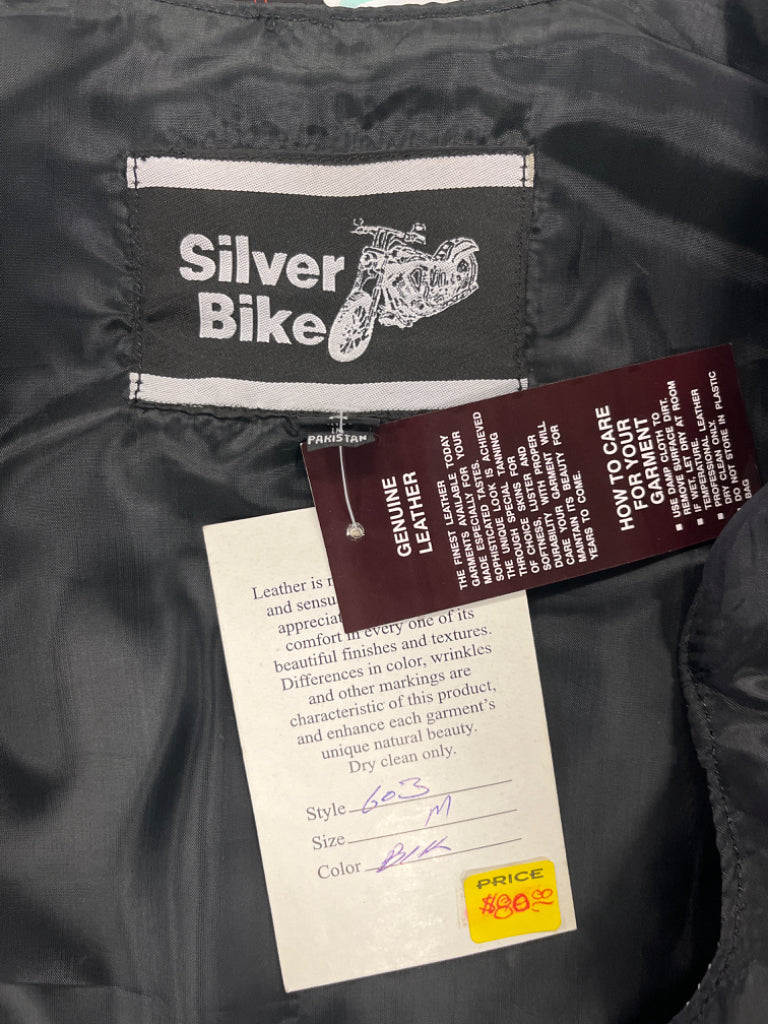 Silver
Bike
PAKISTAN
GENUINE
LEATHER
THE FINEST LEATHER
GARMENTS AVAILABLE TODAY
MADE ESPECIALLY FOR YOUR
SOPHISTICATED TASTES.
THE UNIQUE LOOK IS ACHIEVED
THROUGH SPECIAL TANNING
OF CHOICE SKINS FOR
SOFTNESS, LUSTER AND
DURABILITY WITH PROPER
CARE YOUR GARMENT WILL
MAINTAN ITS BEAUTY FOR
YEARS TO COME.
HOW TO CARE
FOR YOUR
GARMENT
■ USE DAMP CLOTH TO
REMOVE SURFACE DIRT.
■ IF WET, LET DRY AT ROOM
TEMPERATURE.
■ PROFESSIONAL LEATHER
DRY CLEAN ONLY.
■ DO NOT STORE IN PLASTIC
BAG
Leather is
and sensu
apprecia
comfort in every one of its
beautiful finishes and textures.
Differences in color, wrinkles
and other markings are
characteristic of this product,
and enhance each garment's
unique natural beauty.
Dry clean only.
Style 603
Size M
Color Blk
PRICE
$80.00